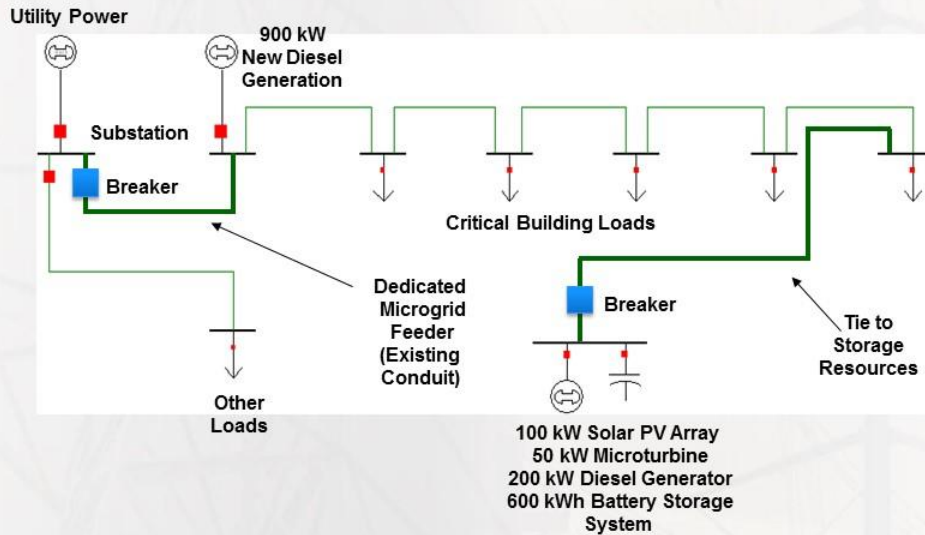 Utility Power
900 kW
New Diesel
Generation
Substation
Breaker
Critical Building Loads
Dedicated
Microgrid
Feeder
(Existing
Conduit)
Breaker
Tie to
Storage
Resources
Other
Loads
100 kW Solar PV Array
50 kW Microturbine
200 kW Diesel Generator
600 kWh Battery Storage
System